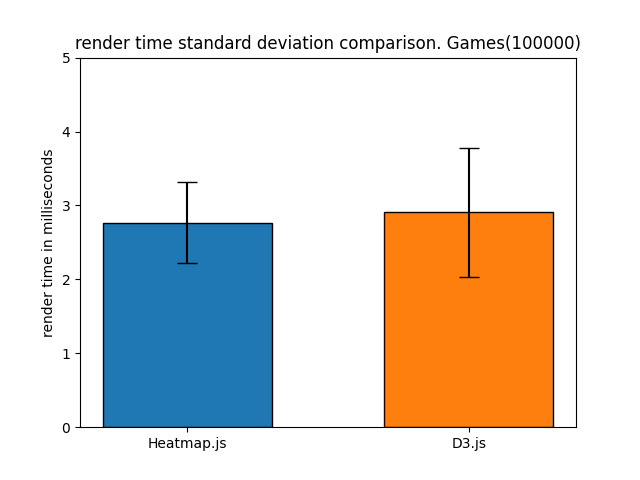 render time standard deviation comparison. Games(100000)
5
4
3
2
1
0
render time in milliseconds
Heatmap.js
D3.js